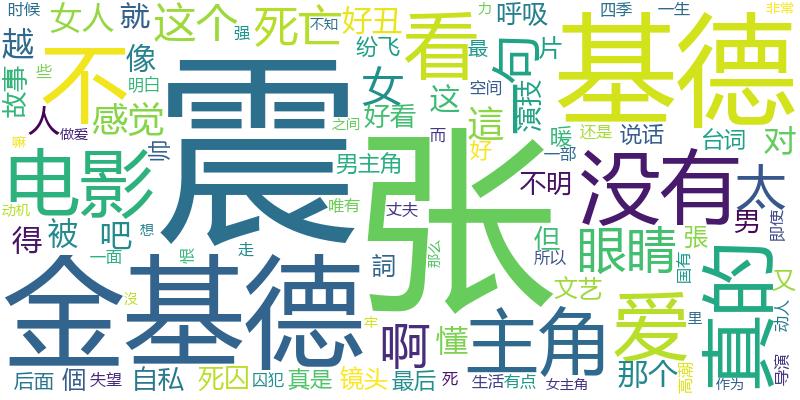 时候 女人 就 这个 死亡 好丑 呼吸 四季 一生 非常
越 像 纷飞 强 不知 力
故事 些 不 明白 震 看 最 句 片 基德
人 做爱 感觉 女 这 空间 演技
好看 這 而 暖 还是 说话 台词 对
电影 帅 男主角 之间 好 一部 嘛
张 不明 没有 太
动机 得 被 吧 想 唯有 丈夫 但 眼睛 張 男 即使
一面 恨 走 詞 那么 所以 国有 真的 又
金基德 文艺 里 动人
沒 啊 懂 主角 爱
后面 個 失望 自私 死囚 囚犯 真是 镜头 牢 最后 死 生活 有点 女主角 那个 高潮 作为 导演